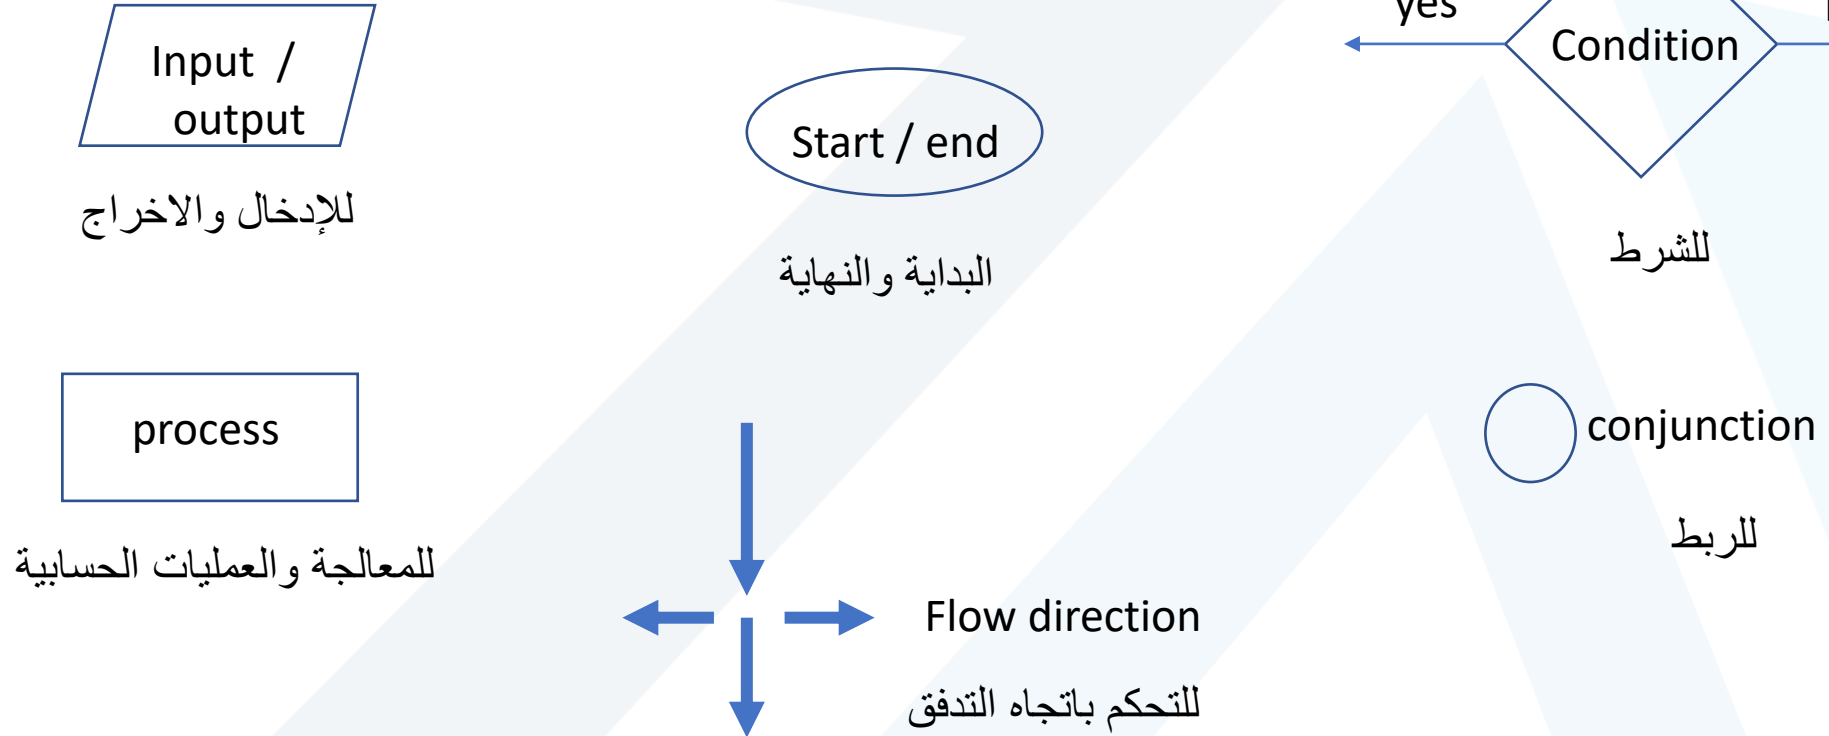 Input /
output
للإدخال والاخراج
Start / end
البداية والنهاية
yes
Condition
للشرط
process
للمعالجة والعمليات الحسابية
Flow direction
للتحكم باتجاه التدفق
conjunction
للربط